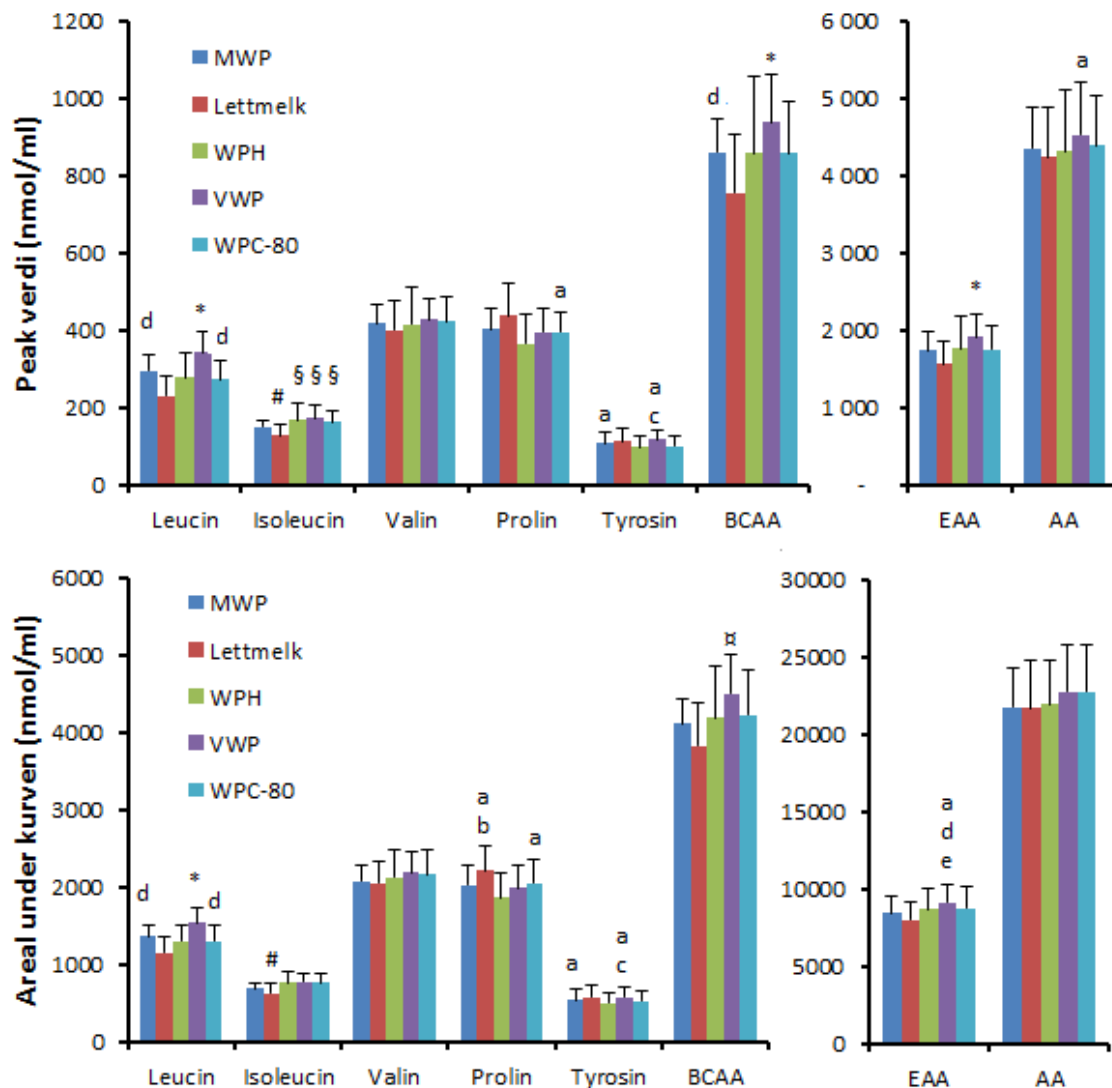 Peak verdi (nmol/ml)
1200
1000
800
600
400
200
0
MWP
Lettmelk
WPH
VWP
WPC-80
d * d
# § § §
a
a a
c
d *
Leucin Isoleucin Valin Prolin Tyrosin BCAA
6 000
5 000
4 000
3 000
2 000
1 000
-
* a
EAA AA
Areal under kurven (nmol/ml)
6000
5000
4000
3000
2000
1000
0
MWP
Lettmelk
WPH
VWP
WPC-80
d * d
#
a a
b
a a
c
¤
Leucin Isoleucin Valin Prolin Tyrosin BCAA
30000
25000
20000
15000
10000
5000
0
a
d
e
EAA AA